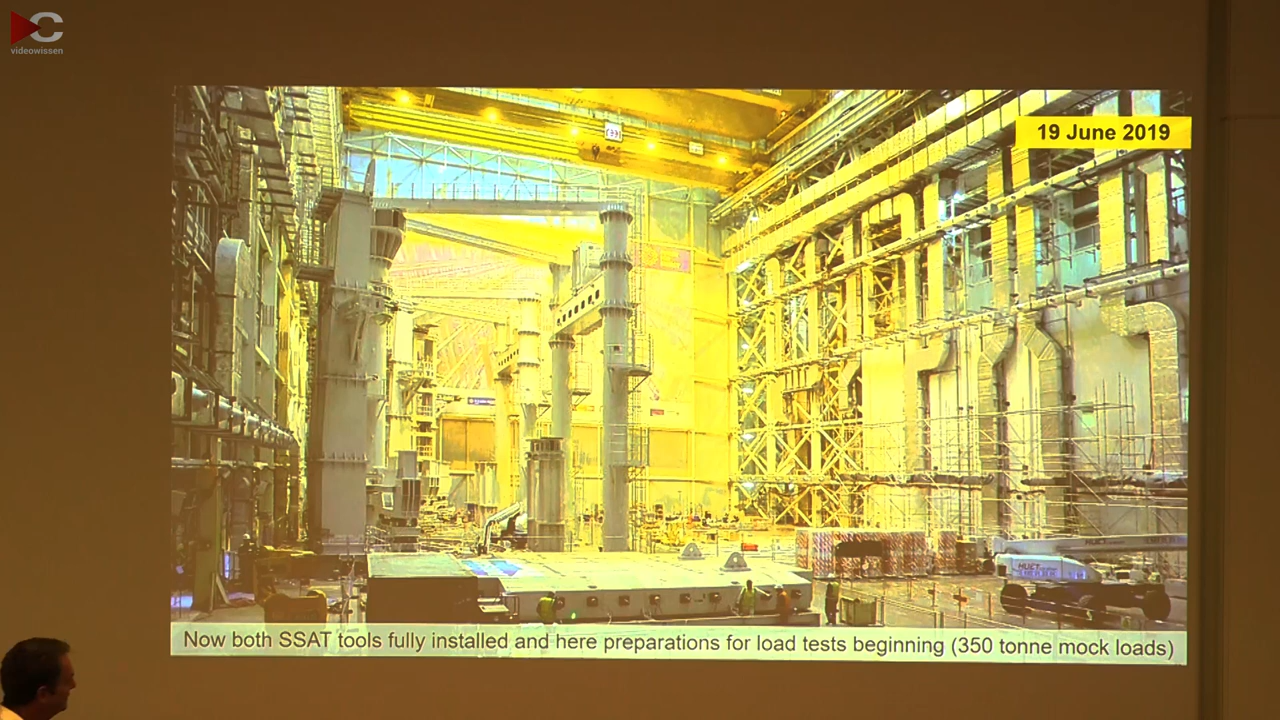 videowissen
19 June 2019
HUET
Now both SSAT tools fully installed and here preparations for load tests beginning (350 tonne mock loads)